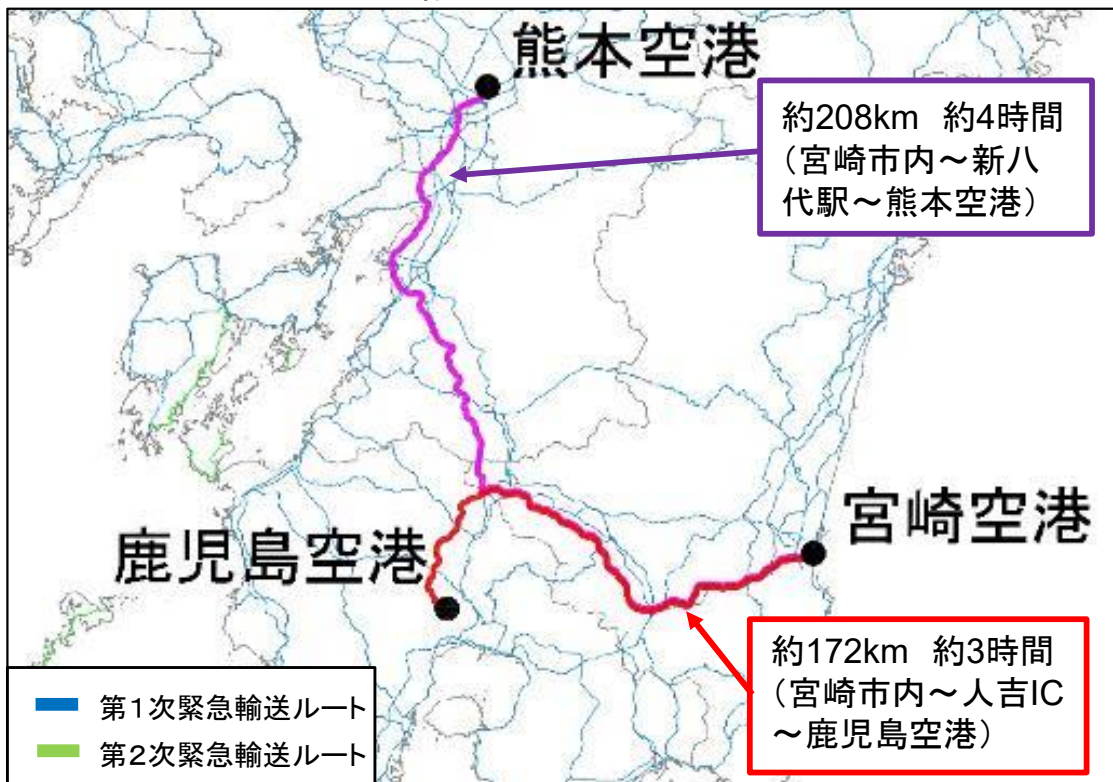 熊本空港
約208km 約4時間
（宮崎市内～新八
代駅～熊本空港）
宮崎空港
鹿児島空港
約172km 約3時間
（宮崎市内～人吉IC
～鹿児島空港）
第１次緊急輸送ルート
第２次緊急輸送ルート